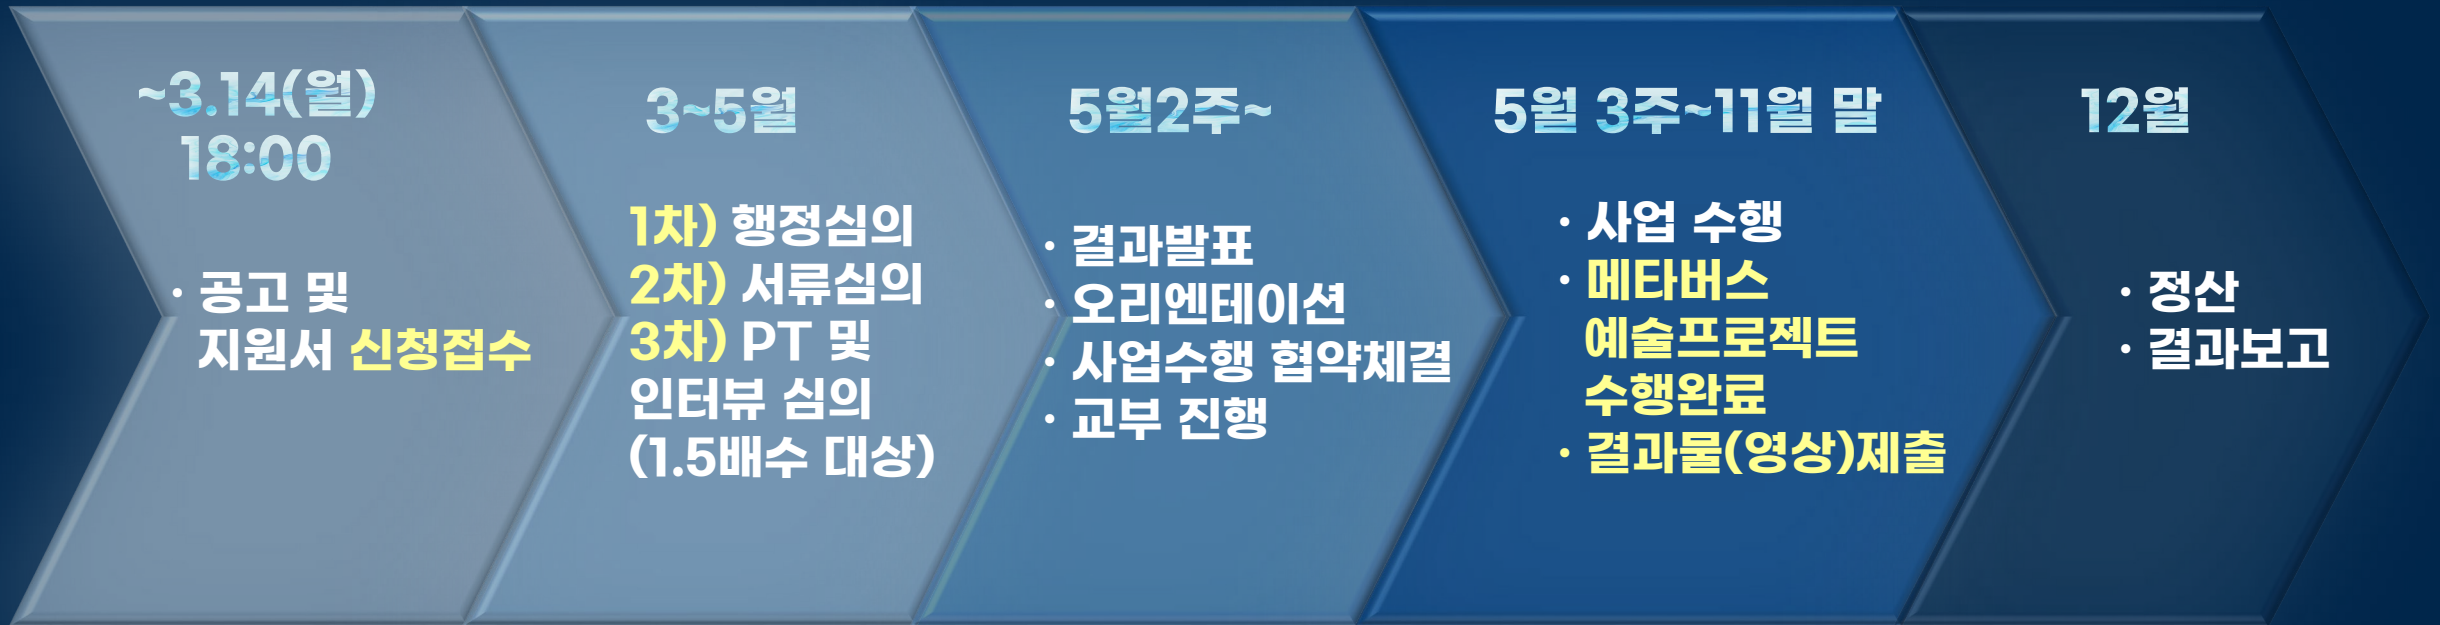 ~3.14(월)
18:00
· 공고 및
지원서 신청접수
3~5월
1차) 행정심의
2차) 서류심의
3차) PT 및
인터뷰 심의
(1.5배수 대상)
5월2주~
· 결과발표
· 오리엔테이션
· 사업수행 협약체결
· 교부 진행
5월 3주~11월 말
· 사업 수행
· 메타버스
예술프로젝트
수행완료
· 결과물(영상)제출
12월
· 정산
· 결과보고